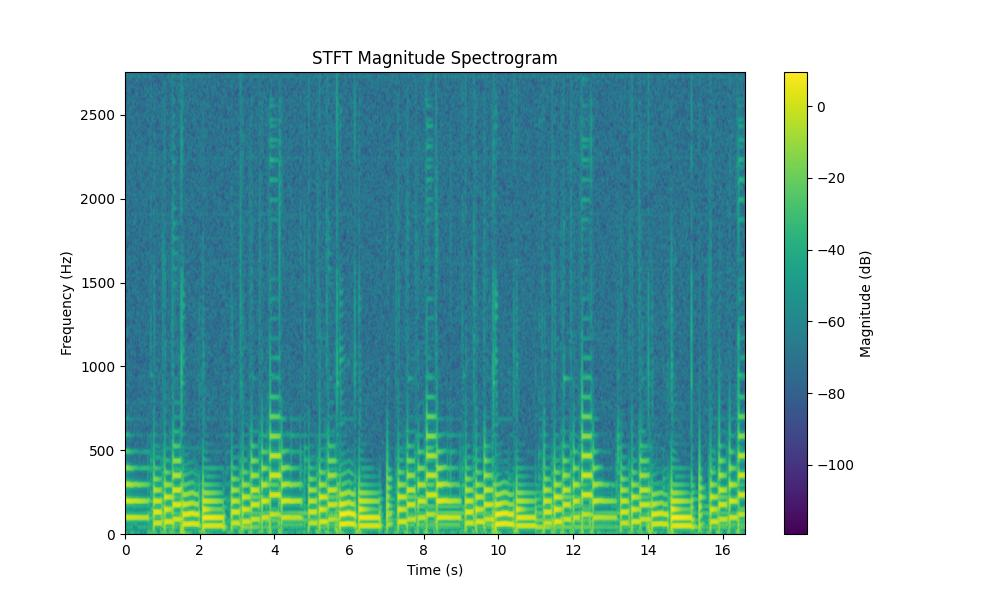 STFT Magnitude Spectrogram
Frequency (Hz)
2500
2000
1500
1000
500
0
0 2 4 6 8 10 12 14 16
Time (s)
0
−20
−40
−60
−80
−100
Magnitude (dB)